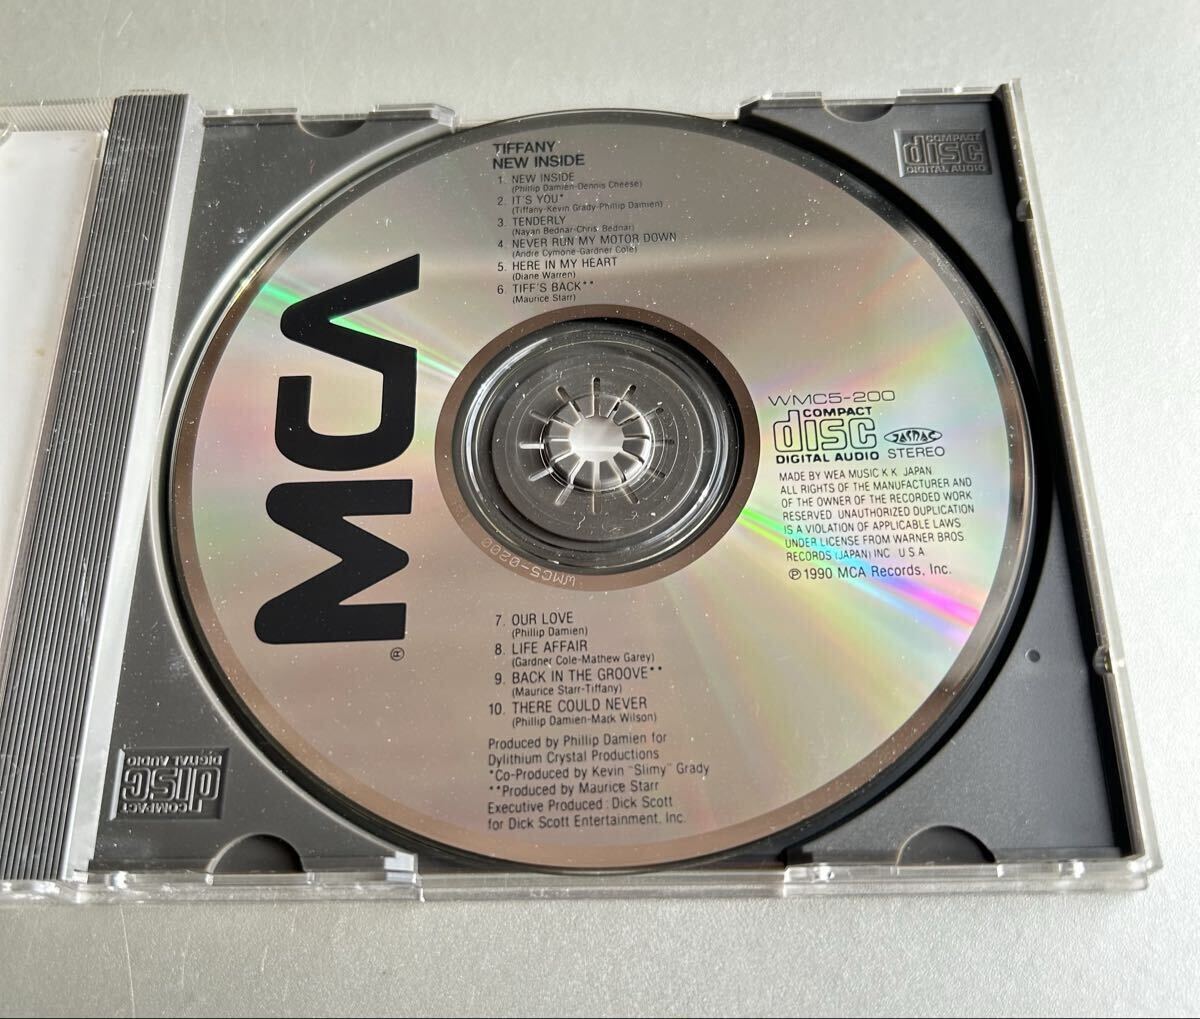 TIFFANY
NEW INSIDE
1. NEW INSIDE
(Phillip Damien-Dennis Cheese)
2. IT'S YOU*
(Tiffany-Kevin Grady-Phillip Damien)
3. TENDERLY
(Nayan Bednar-Chris Bednar)
4. NEVER RUN MY MOTOR DOWN
(Andre Cymone-Gardner Cole)
5. HERE IN MY HEART
(Diane Warren)
6. TIFF'S BACK**
(Maurice Starr)
MCA
®
WMC5-200
COMPACT
disc
DIGITAL AUDIO
JASRAC
STEREO
MADE BY WEA MUSIC K.K. JAPAN.
ALL RIGHTS OF THE MANUFACTURER AND
OF THE OWNER OF THE RECORDED WORK
RESERVED. UNAUTHORIZED DUPLICATION
IS A VIOLATION OF APPLICABLE LAWS.
UNDER LICENSE FROM WARNER BROS.
RECORDS (JAPAN) INC. U.S.A.
℗1990 MCA Records, Inc.
WMC5-0200
7. OUR LOVE
(Phillip Damien)
8. LIFE AFFAIR
(Gardner Cole-Mathew Garey)
9. BACK IN THE GROOVE**
(Maurice Starr-Tiffany)
10. THERE COULD NEVER
(Phillip Damien-Mark Wilson)
Produced by Phillip Damien for
Dylithium Crystal Productions
*Co-Produced by Kevin "Slimy" Grady
**Produced by Maurice Starr
Executive Produced : Dick Scott
for Dick Scott Entertainment, Inc.
COMPACT
disc
DIGITAL AUDIO
COMPACT
disc
DIGITAL AUDIO